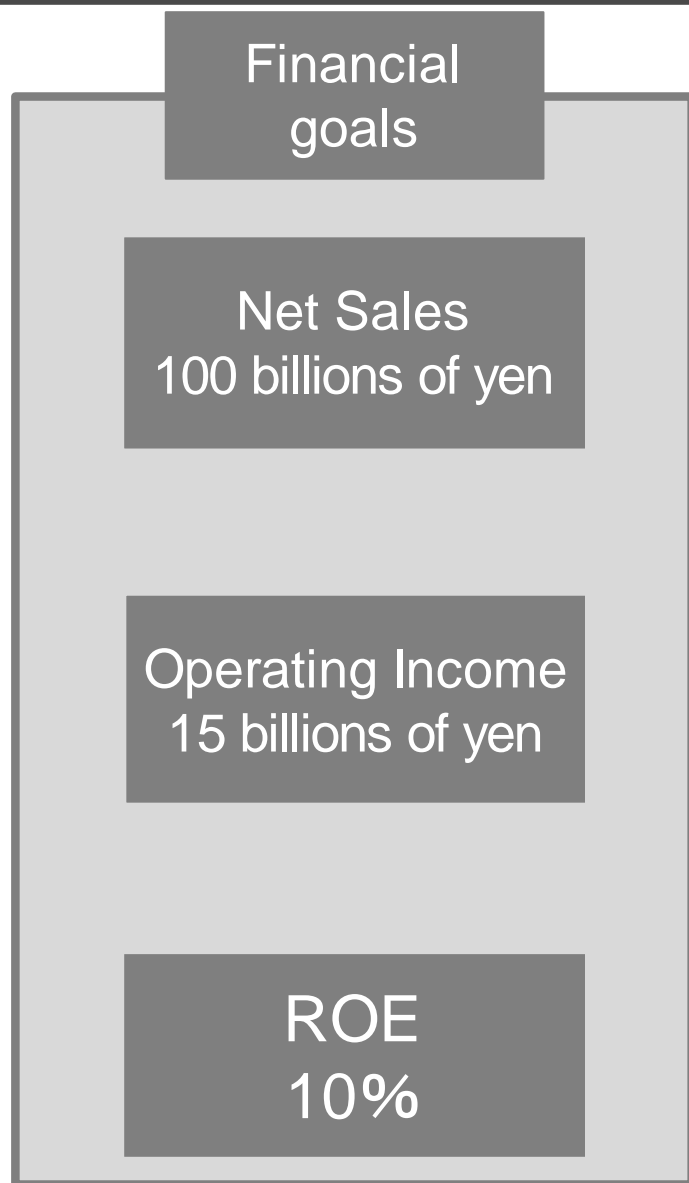 Financial
goals
Net Sales
100 billions of yen
Operating Income
15 billions of yen
ROE
10%